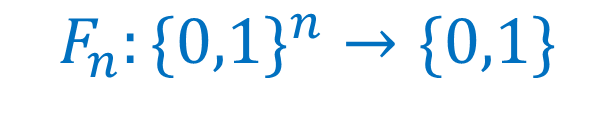 Fₙ: {0,1}ⁿ → {0,1}